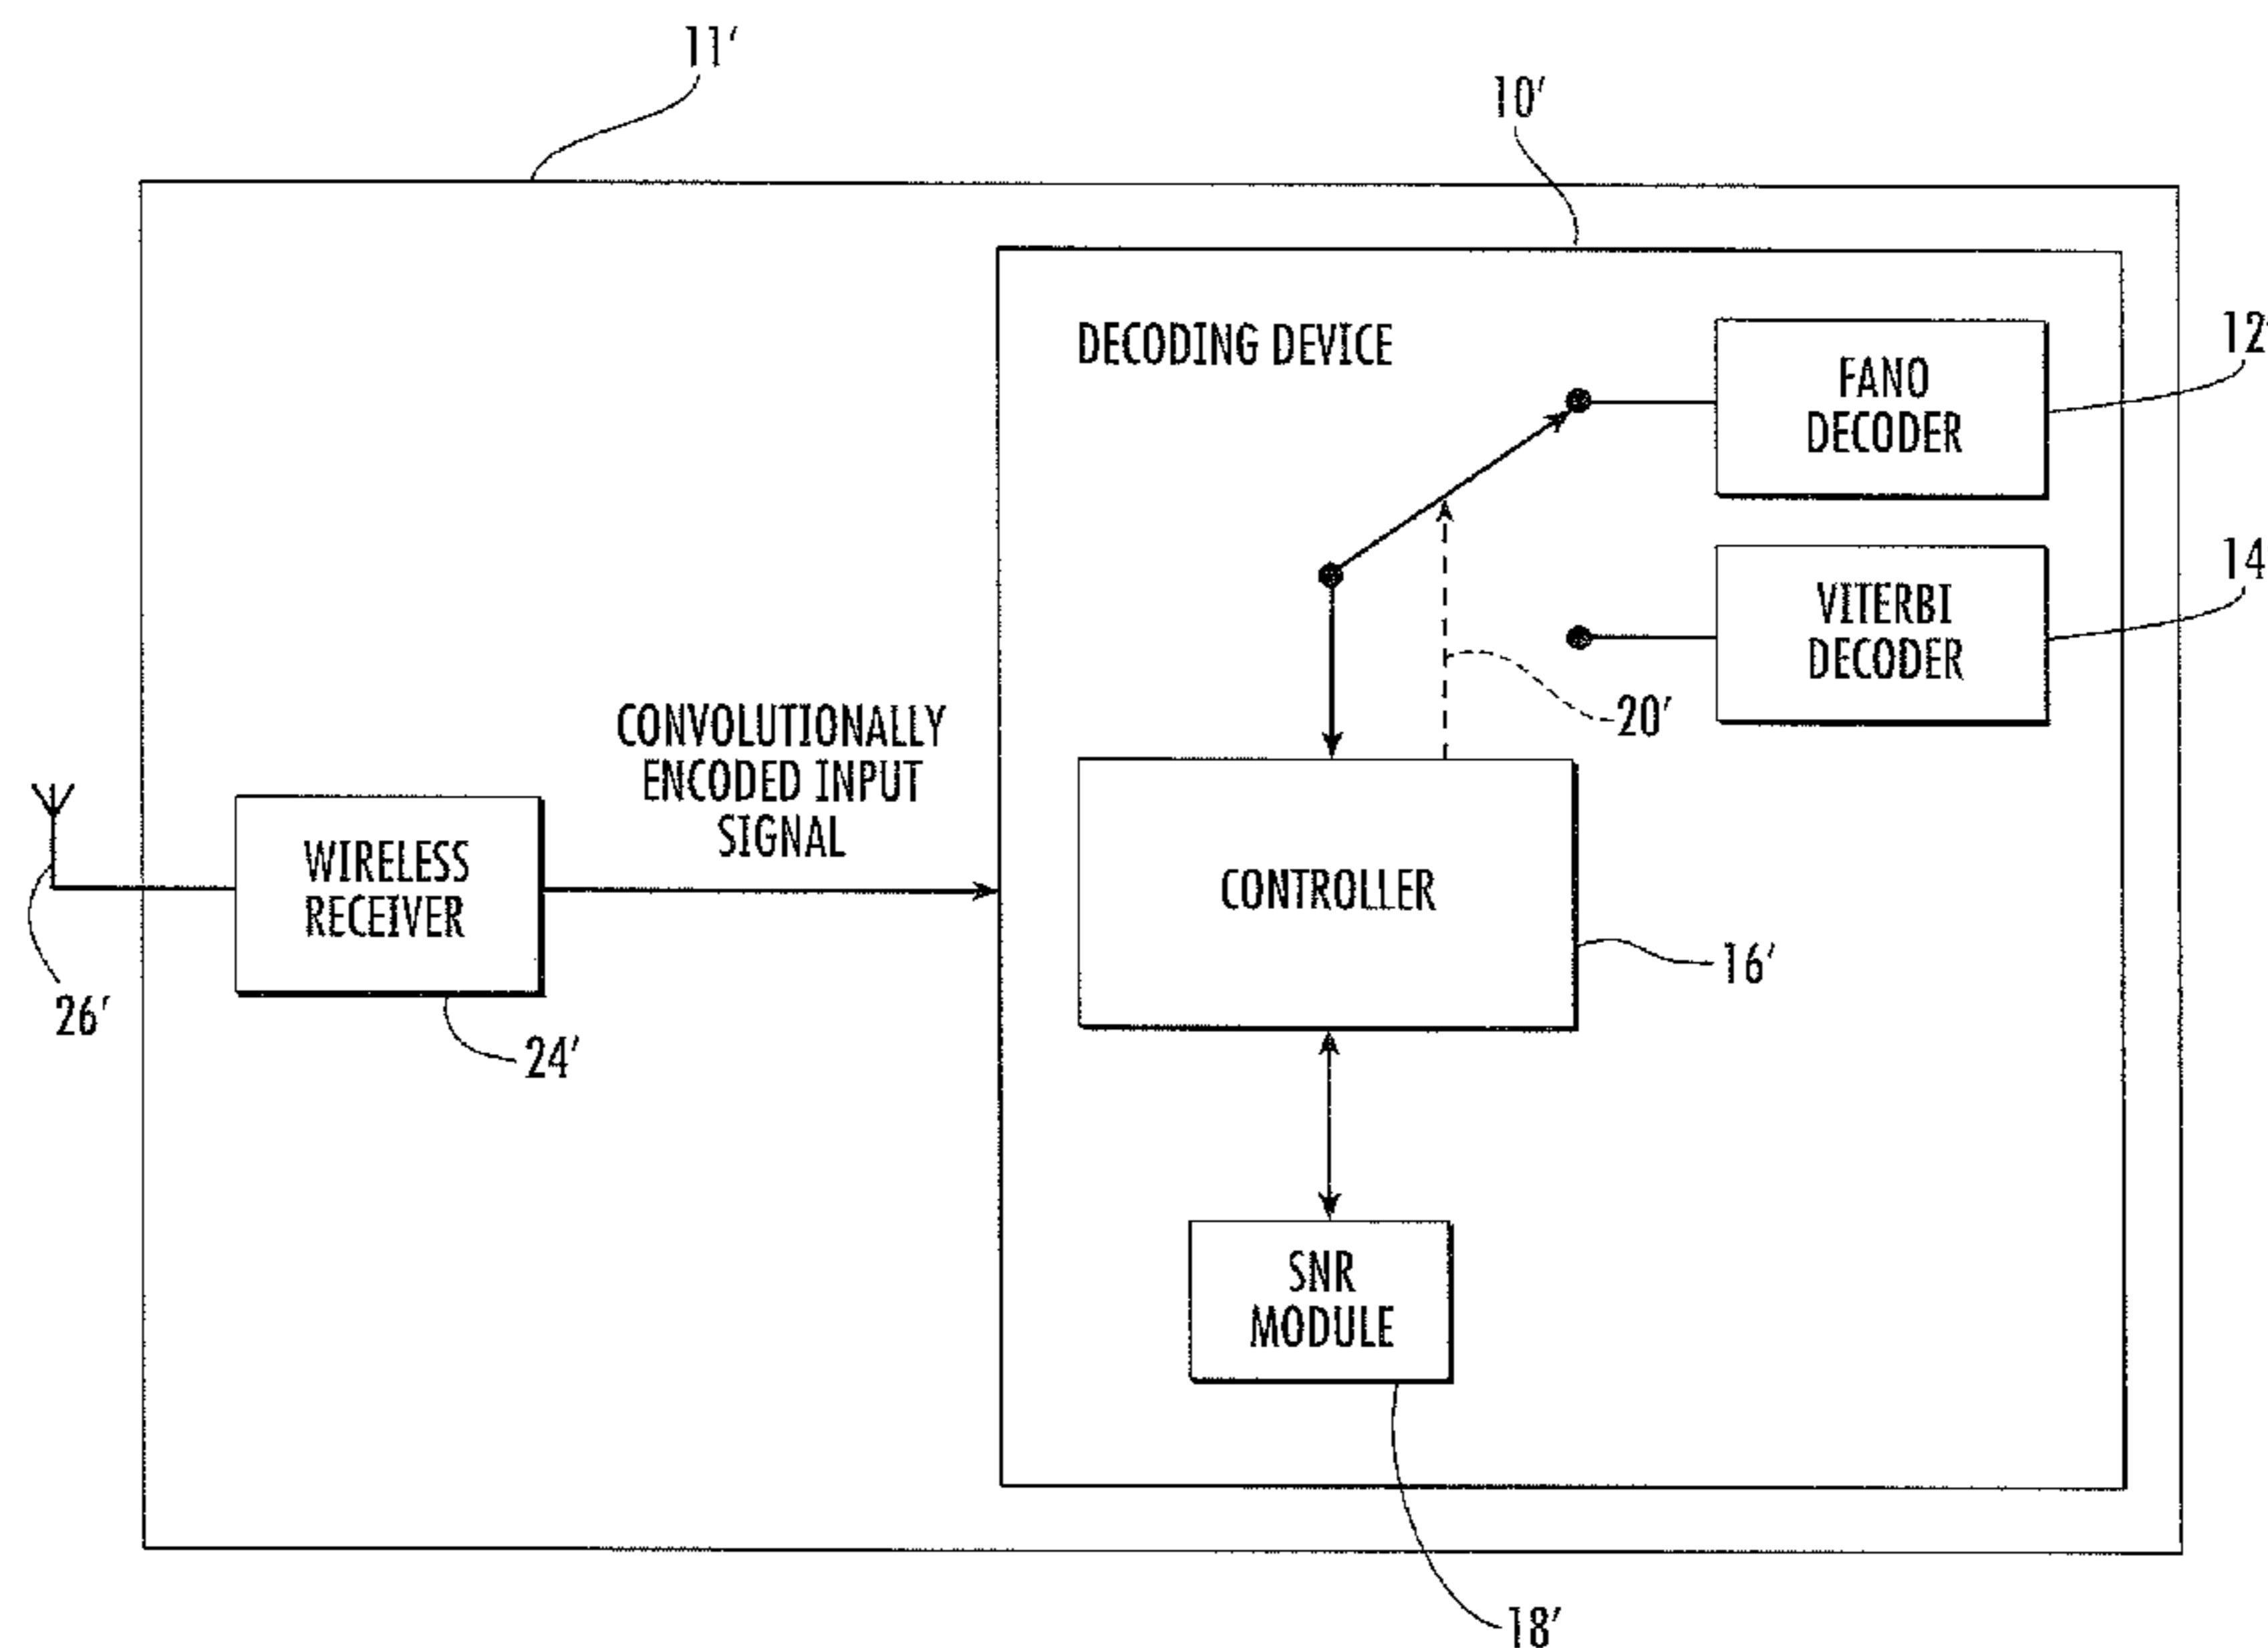 11′
10′
DECODING DEVICE
FANO
DECODER
12
VITERBI
DECODER
14
20′
CONVOLUTIONALLY
ENCODED INPUT
SIGNAL
WIRELESS
RECEIVER
CONTROLLER
16′
26′
24′
SNR
MODULE
18′